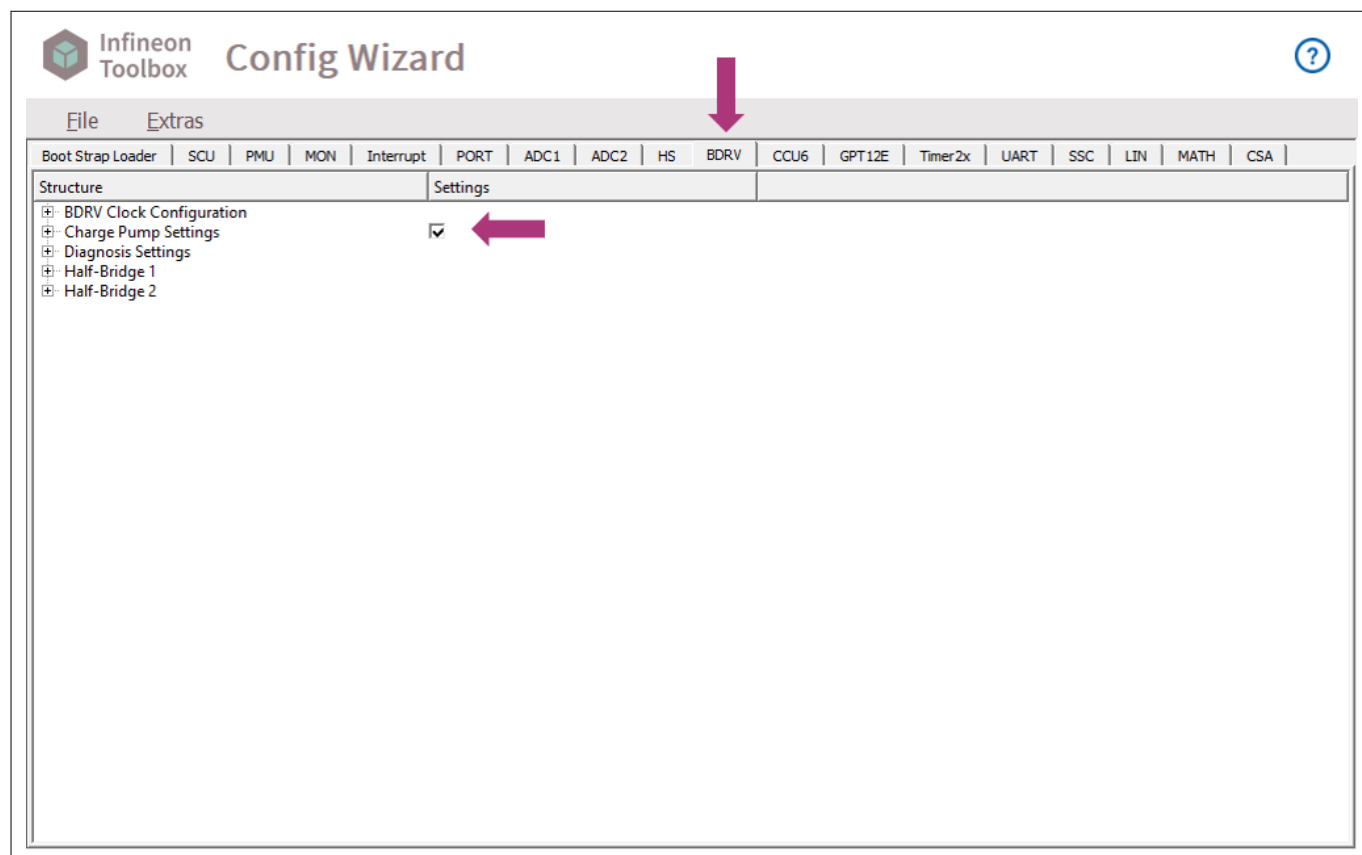 Infineon Toolbox
Config Wizard
?
File Extras
Boot Strap Loader SCU PMU MON Interrupt PORT ADC1 ADC2 HS BDRV CCU6 GPT12E Timer2x UART SSC LIN MATH CSA
Structure Settings
BDRV Clock Configuration
Charge Pump Settings
Diagnosis Settings
Half-Bridge 1
Half-Bridge 2